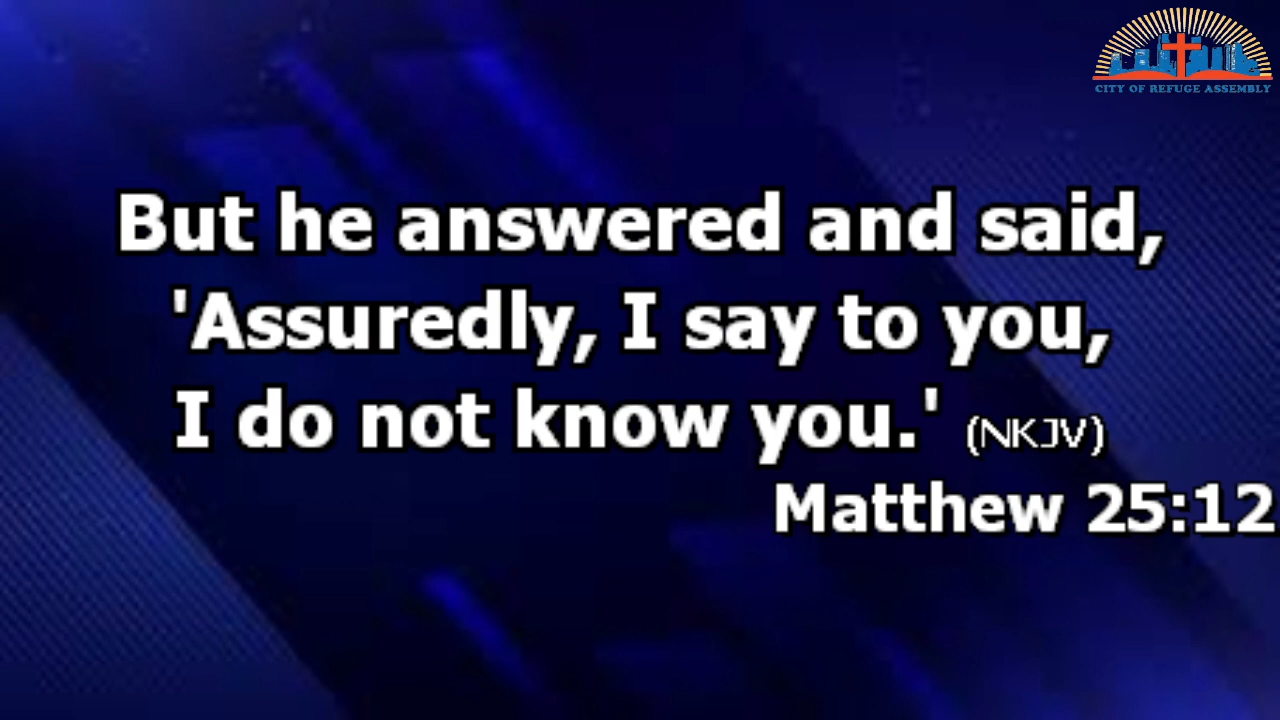 CITY OF REFUGE ASSEMBLY
But he answered and said,
'Assuredly, I say to you,
I do not know you.' (NKJV)
Matthew 25:12